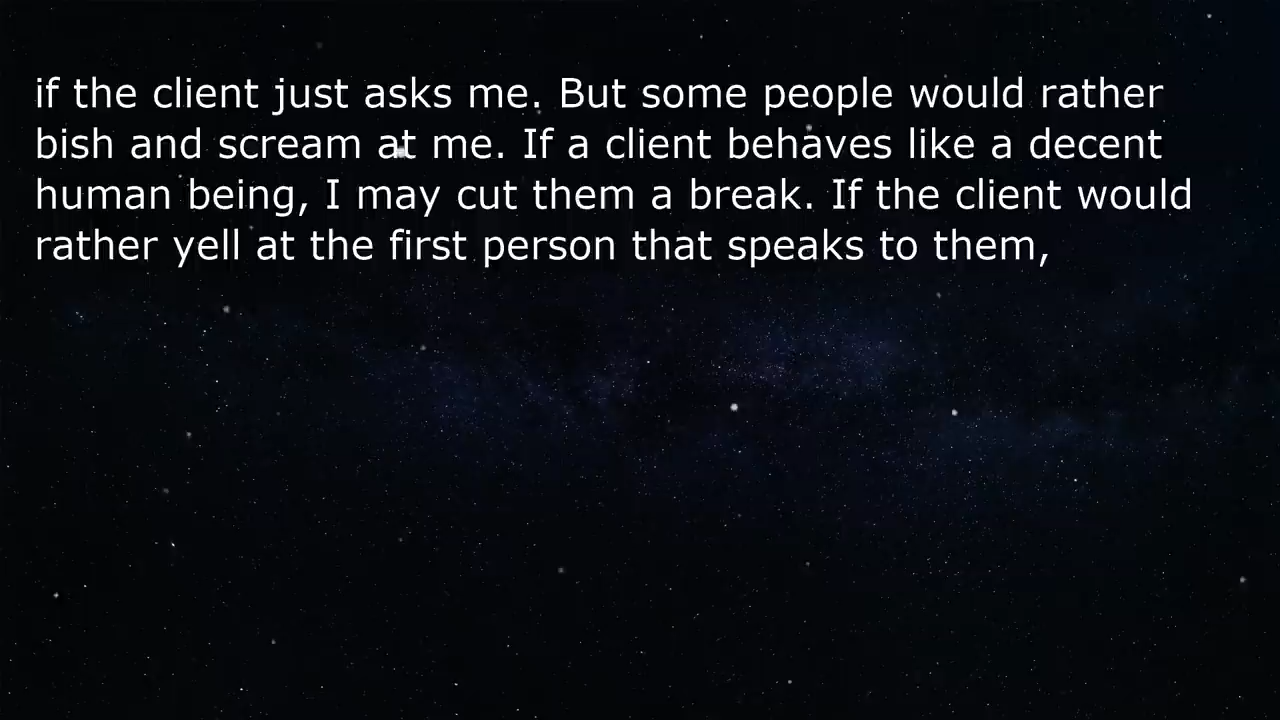 if the client just asks me. But some people would rather
bish and scream at me. If a client behaves like a decent
human being, I may cut them a break. If the client would
rather yell at the first person that speaks to them,